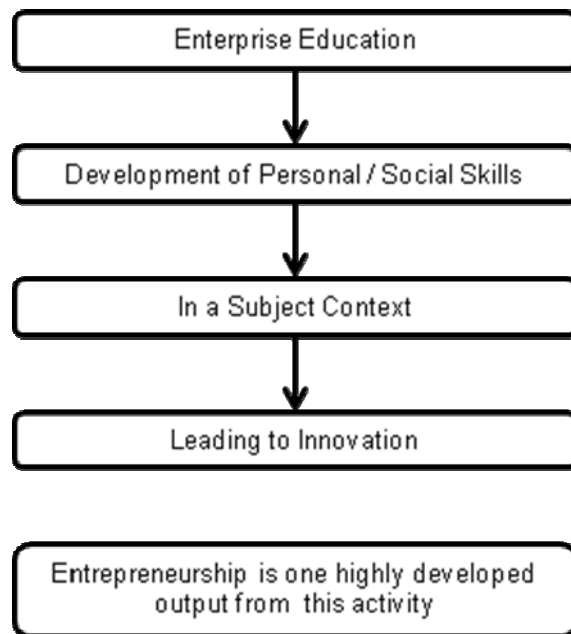 Enterprise Education
Development of Personal / Social Skills
In a Subject Context
Leading to Innovation
Entrepreneurship is one highly developed
output from this activity